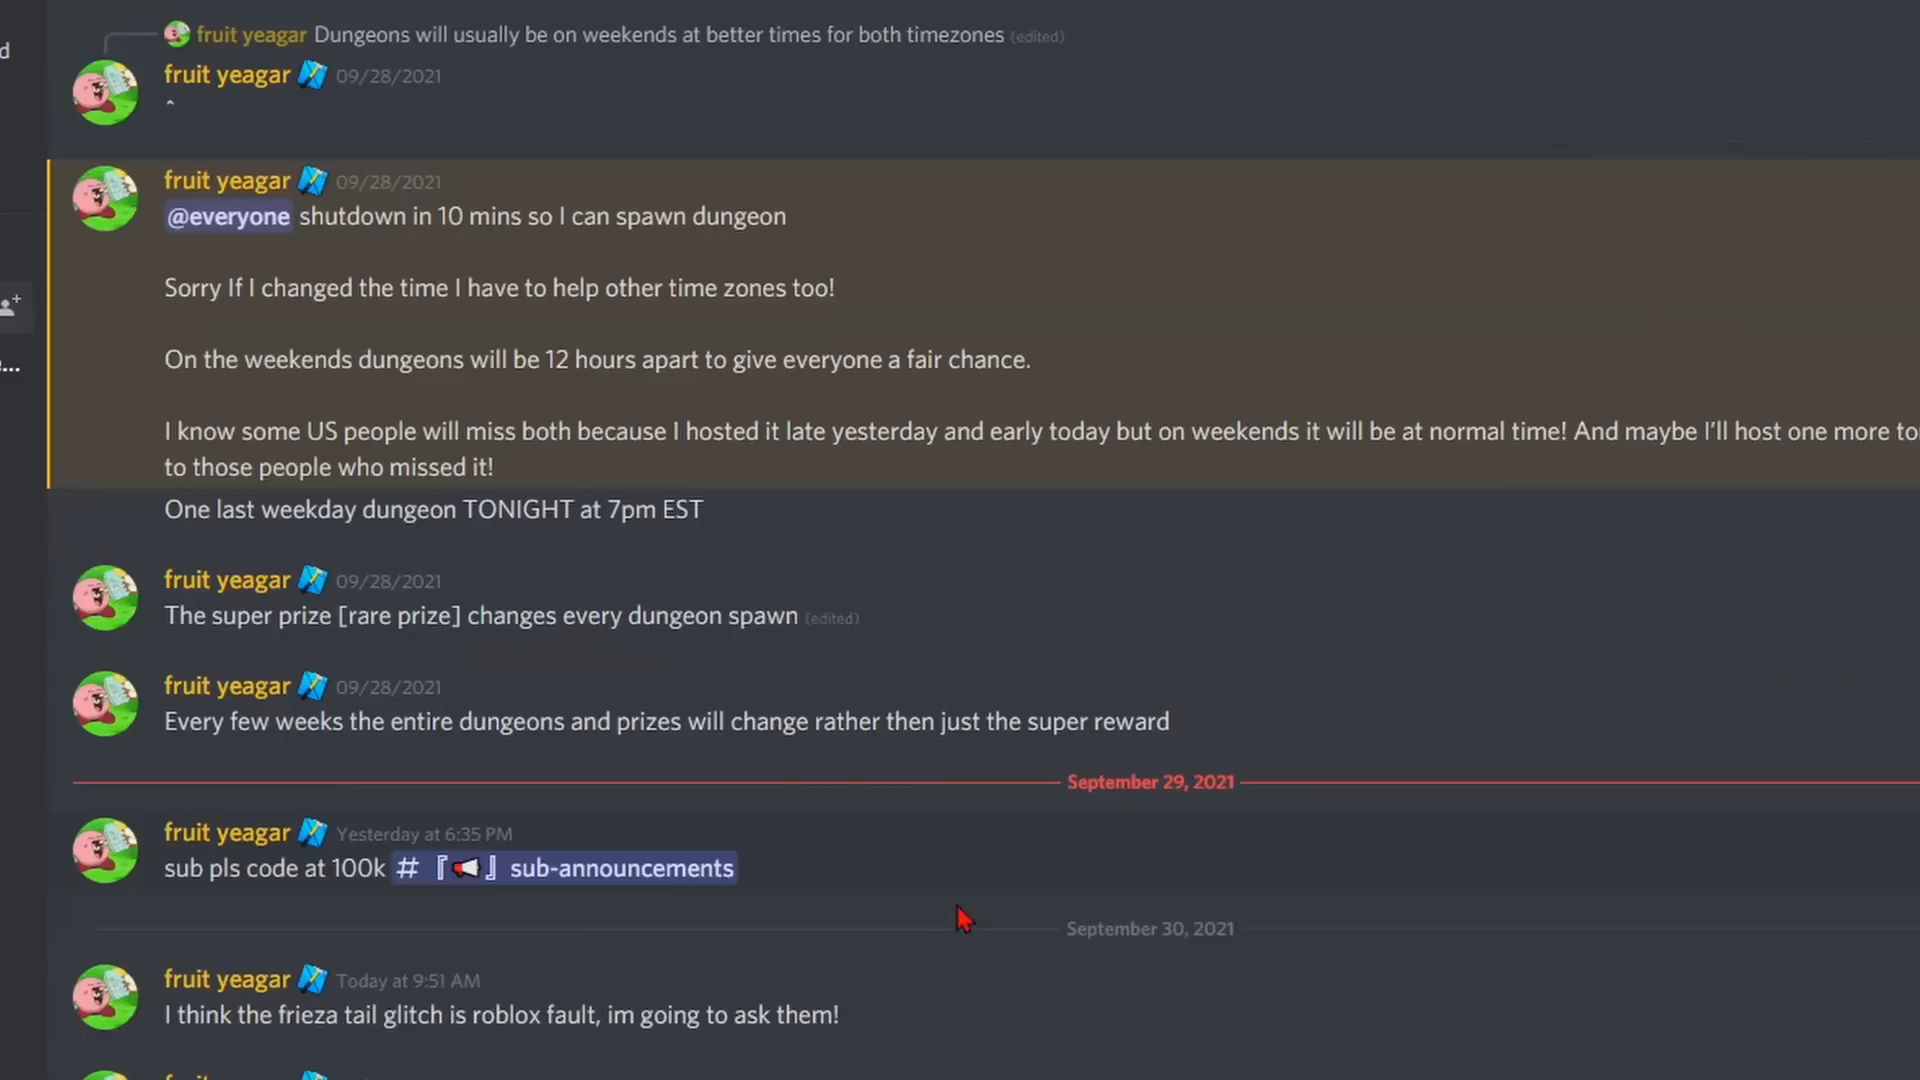 d
fruit yeagar Dungeons will usually be on weekends at better times for both timezones (edited)
fruit yeagar 09/28/2021
^
fruit yeagar 09/28/2021
@everyone shutdown in 10 mins so I can spawn dungeon
Sorry If I changed the time I have to help other time zones too!
On the weekends dungeons will be 12 hours apart to give everyone a fair chance.
I know some US people will miss both because I hosted it late yesterday and early today but on weekends it will be at normal time! And maybe I'll host one more
to those people who missed it!
One last weekday dungeon TONIGHT at 7pm EST
fruit yeagar 09/28/2021
The super prize [rare prize] changes every dungeon spawn (edited)
fruit yeagar 09/28/2021
Every few weeks the entire dungeons and prizes will change rather then just the super reward
September 29, 2021
fruit yeagar Yesterday at 6:35 PM
sub pls code at 100k # 『📢』 sub-announcements
September 30, 2021
fruit yeagar Today at 9:51 AM
I think the frieza tail glitch is roblox fault, im going to ask them!